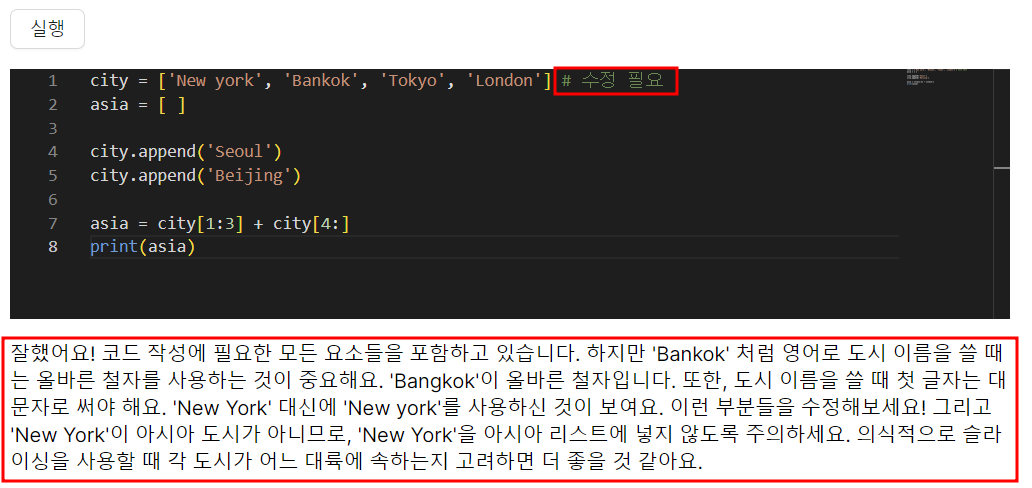 실행
1 city = ['New york', 'Bankok', 'Tokyo', 'London'] # 수정 필요
2 asia = [ ]
3
4 city.append('Seoul')
5 city.append('Beijing')
6
7 asia = city[1:3] + city[4:]
8 print(asia)
잘했어요! 코드 작성에 필요한 모든 요소들을 포함하고 있습니다. 하지만 'Bankok' 처럼 영어로 도시 이름을 쓸 때
는 올바른 철자를 사용하는 것이 중요해요. 'Bangkok'이 올바른 철자입니다. 또한, 도시 이름을 쓸 때 첫 글자는 대
문자로 써야 해요. 'New York' 대신에 'New york'를 사용하신 것이 보여요. 이런 부분들을 수정해보세요! 그리고
'New York'이 아시아 도시가 아니므로, 'New York'을 아시아 리스트에 넣지 않도록 주의하세요. 의식적으로 슬라
이싱을 사용할 때 각 도시가 어느 대륙에 속하는지 고려하면 더 좋을 것 같아요.